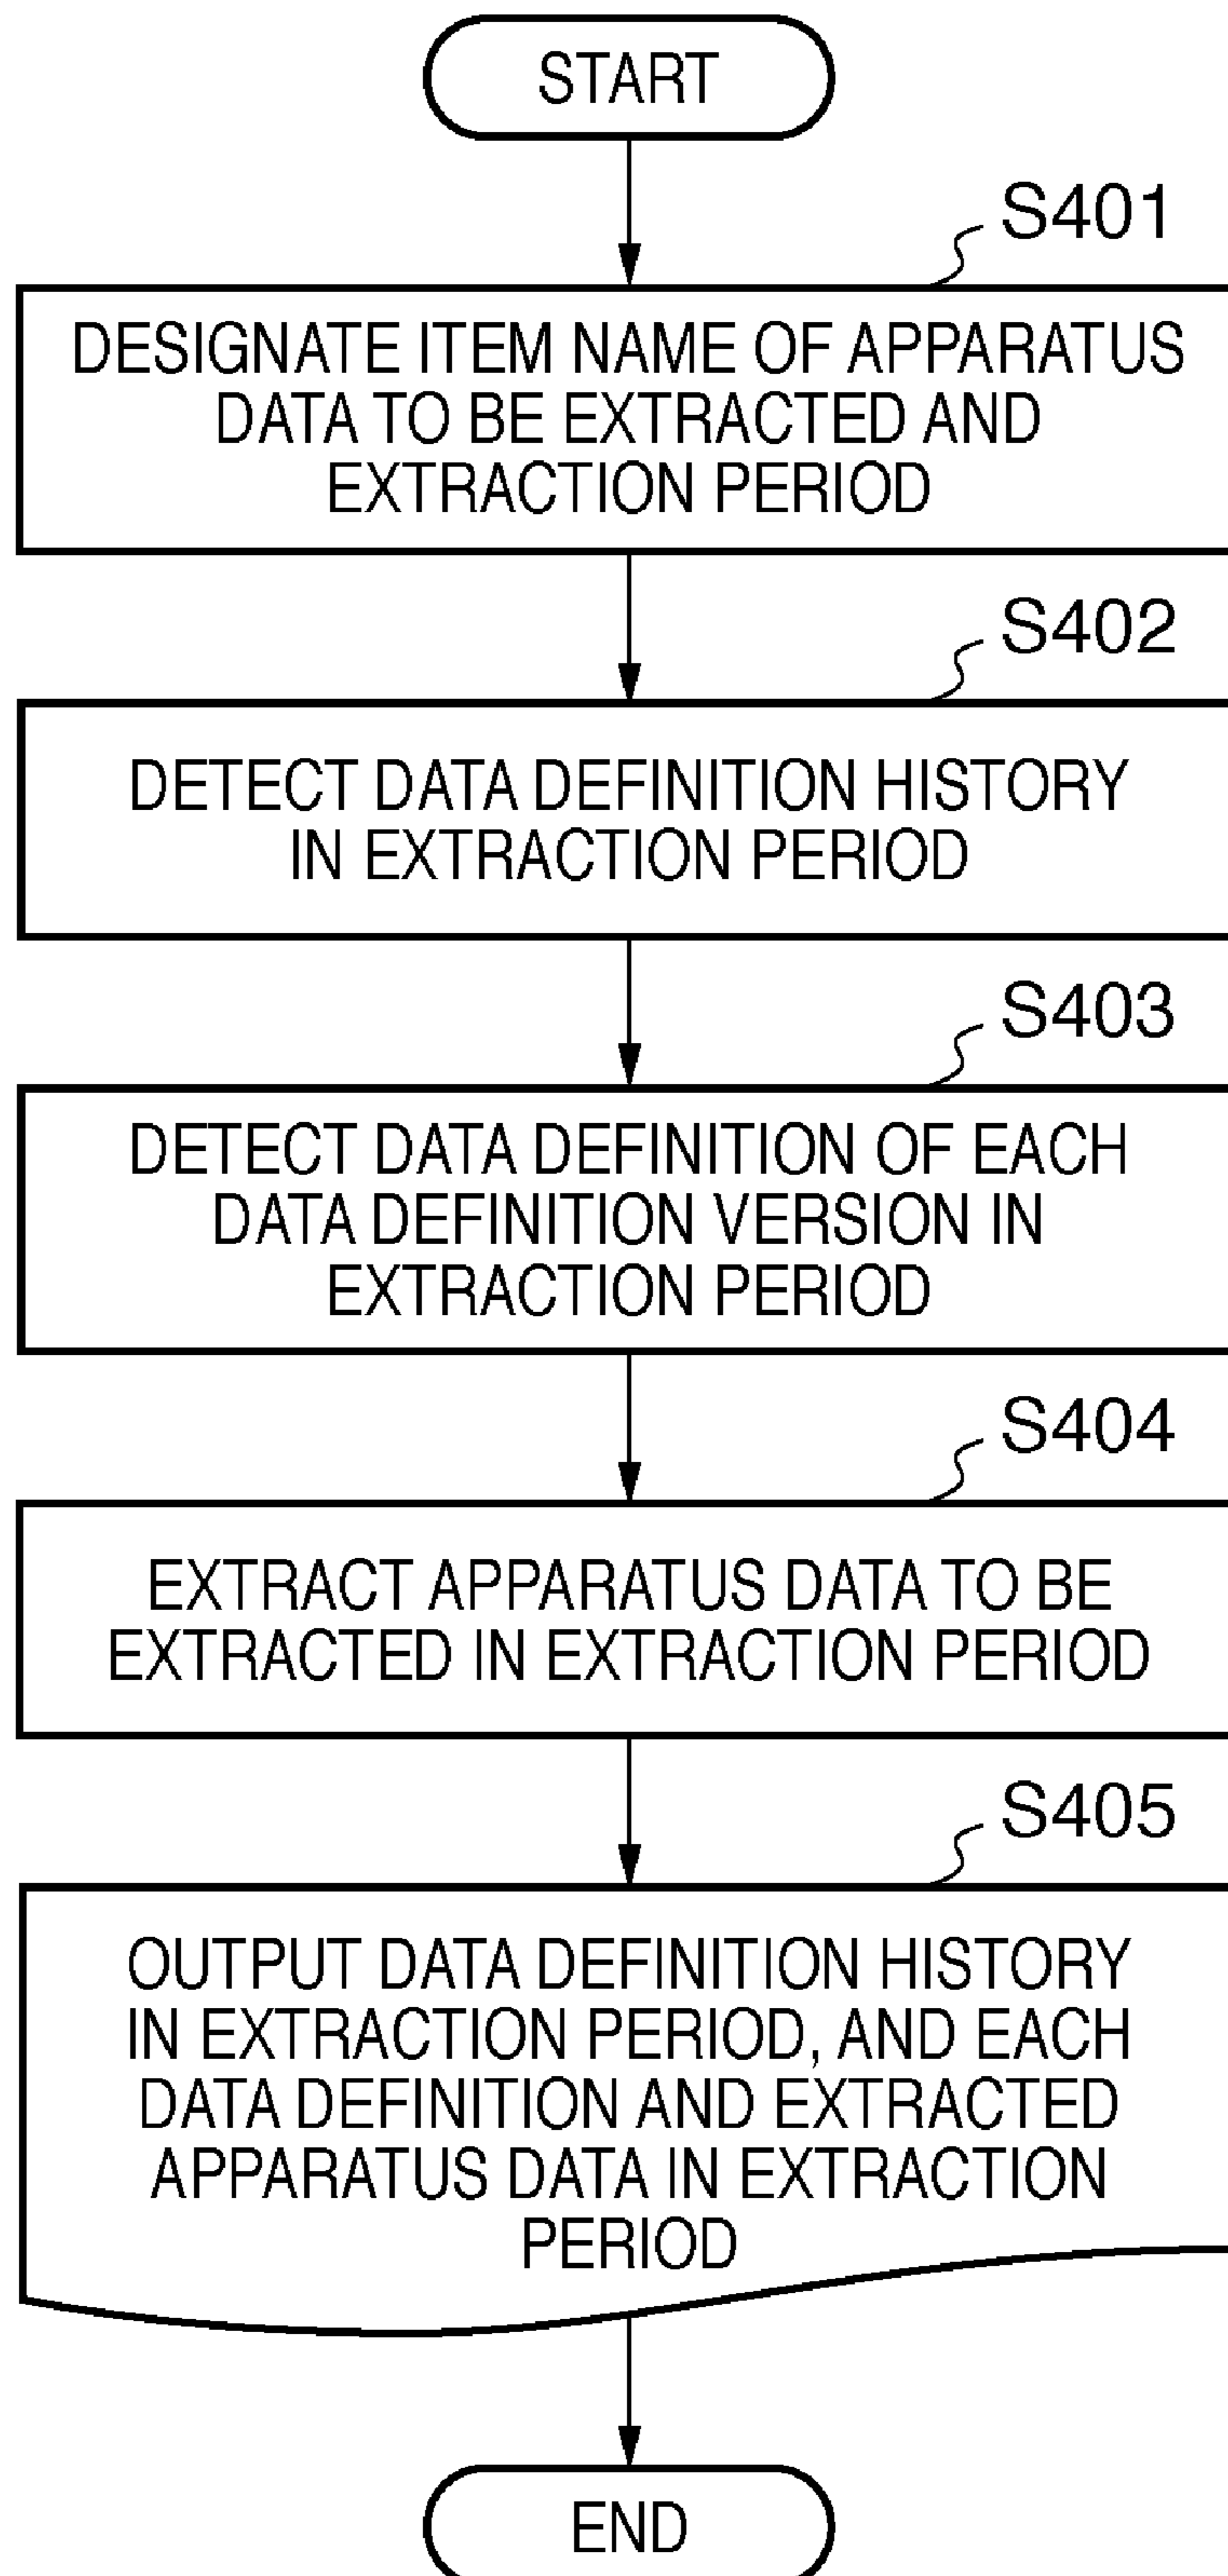 START
S401
DESIGNATE ITEM NAME OF APPARATUS
DATA TO BE EXTRACTED AND
EXTRACTION PERIOD
S402
DETECT DATA DEFINITION HISTORY
IN EXTRACTION PERIOD
S403
DETECT DATA DEFINITION OF EACH
DATA DEFINITION VERSION IN
EXTRACTION PERIOD
S404
EXTRACT APPARATUS DATA TO BE
EXTRACTED IN EXTRACTION PERIOD
S405
OUTPUT DATA DEFINITION HISTORY
IN EXTRACTION PERIOD, AND EACH
DATA DEFINITION AND EXTRACTED
APPARATUS DATA IN EXTRACTION
PERIOD
END